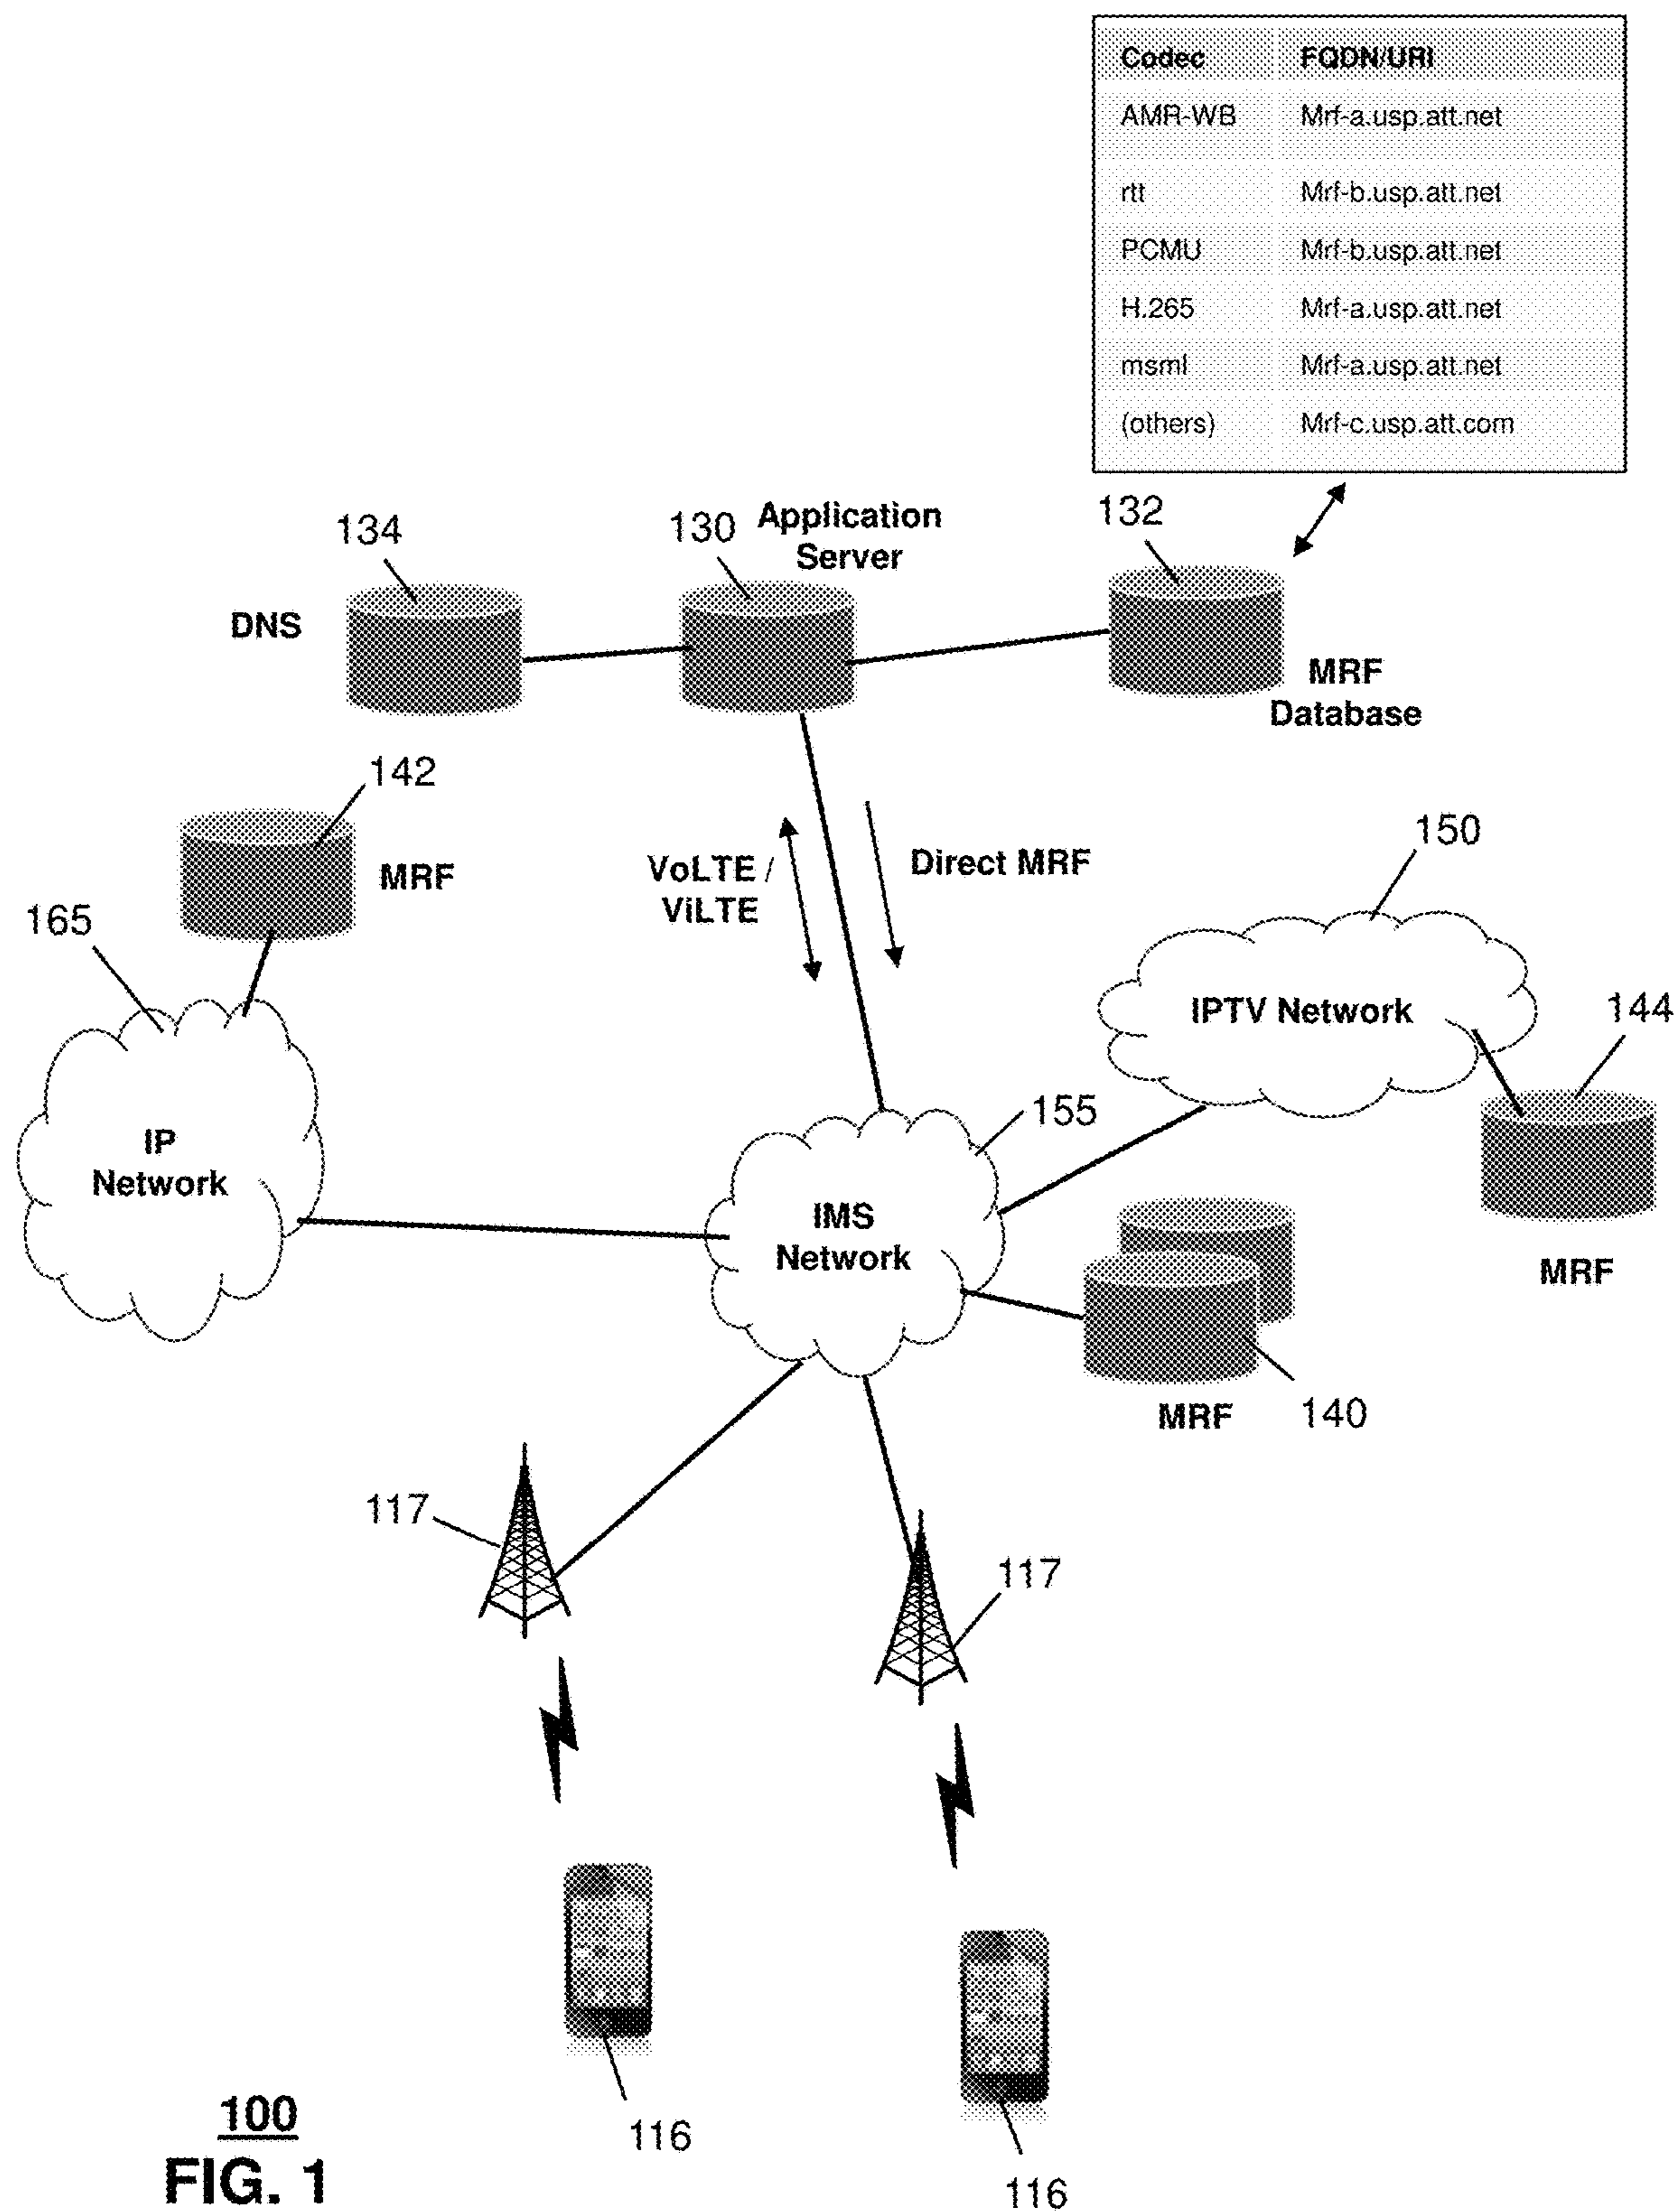 Codec FQDN/URI
AMR-WB Mrf-a.usp.att.net
rtt Mrf-b.usp.att.net
PCMU Mrf-b.usp.att.net
H.265 Mrf-a.usp.att.net
msml Mrf-a.usp.att.net
(others) Mrf-c.usp.att.com
134
130
Application
Server
132
DNS
MRF
Database
142
MRF
VoLTE /
ViLTE
Direct MRF
150
165
IPTV Network
144
155
IP
Network
IMS
Network
MRF
MRF
140
117
117
116
116
100
FIG. 1